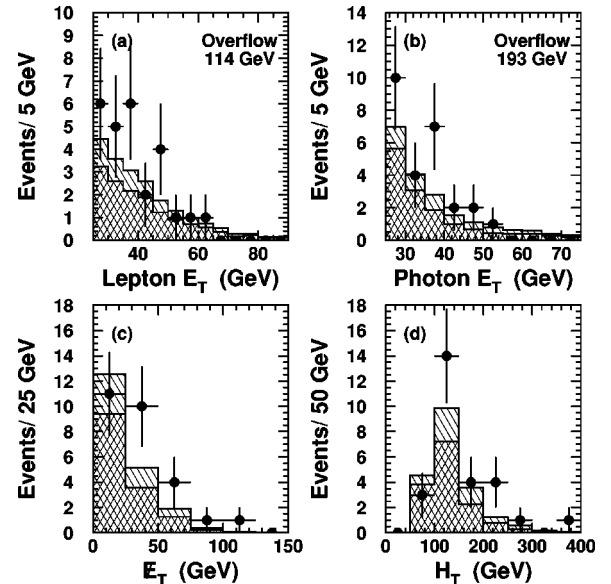 Events/ 5 GeV
10
9
8
7
6
5
4
3
2
1
0
(a)
Overflow
114 GeV
40 60 80
Lepton E_T (GeV)
Events/ 5 GeV
14
12
10
8
6
4
2
0
(b)
Overflow
193 GeV
30 40 50 60 70
Photon E_T (GeV)
Events/ 25 GeV
18
16
14
12
10
8
6
4
2
0
(c)
0 50 100 150
E̸_T (GeV)
Events/ 50 GeV
18
16
14
12
10
8
6
4
2
0
(d)
0 100 200 300 400
H_T (GeV)